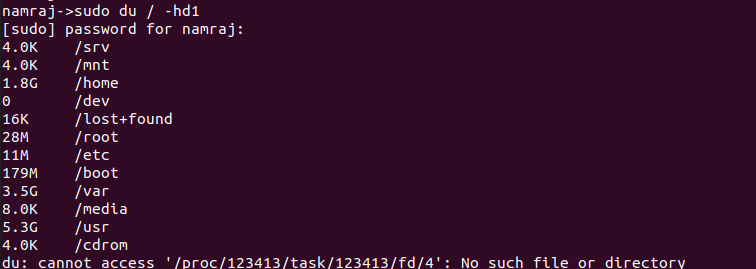 namraj->sudo du / -hd1
[sudo] password for namraj:
4.0K /srv
4.0K /mnt
1.8G /home
0 /dev
16K /lost+found
28M /root
11M /etc
179M /boot
3.5G /var
8.0K /media
5.3G /usr
4.0K /cdrom
du: cannot access '/proc/123413/task/123413/fd/4': No such file or directory